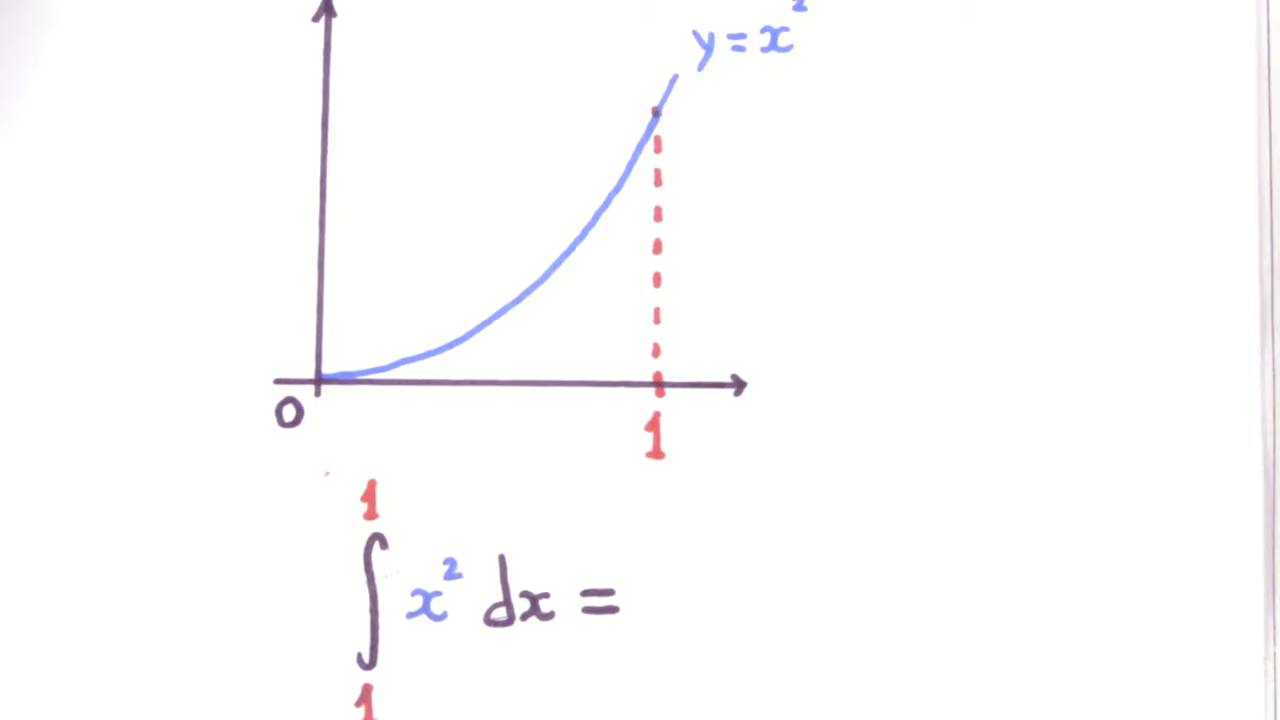 y = x²
0
1
1
∫ x² dx =
1